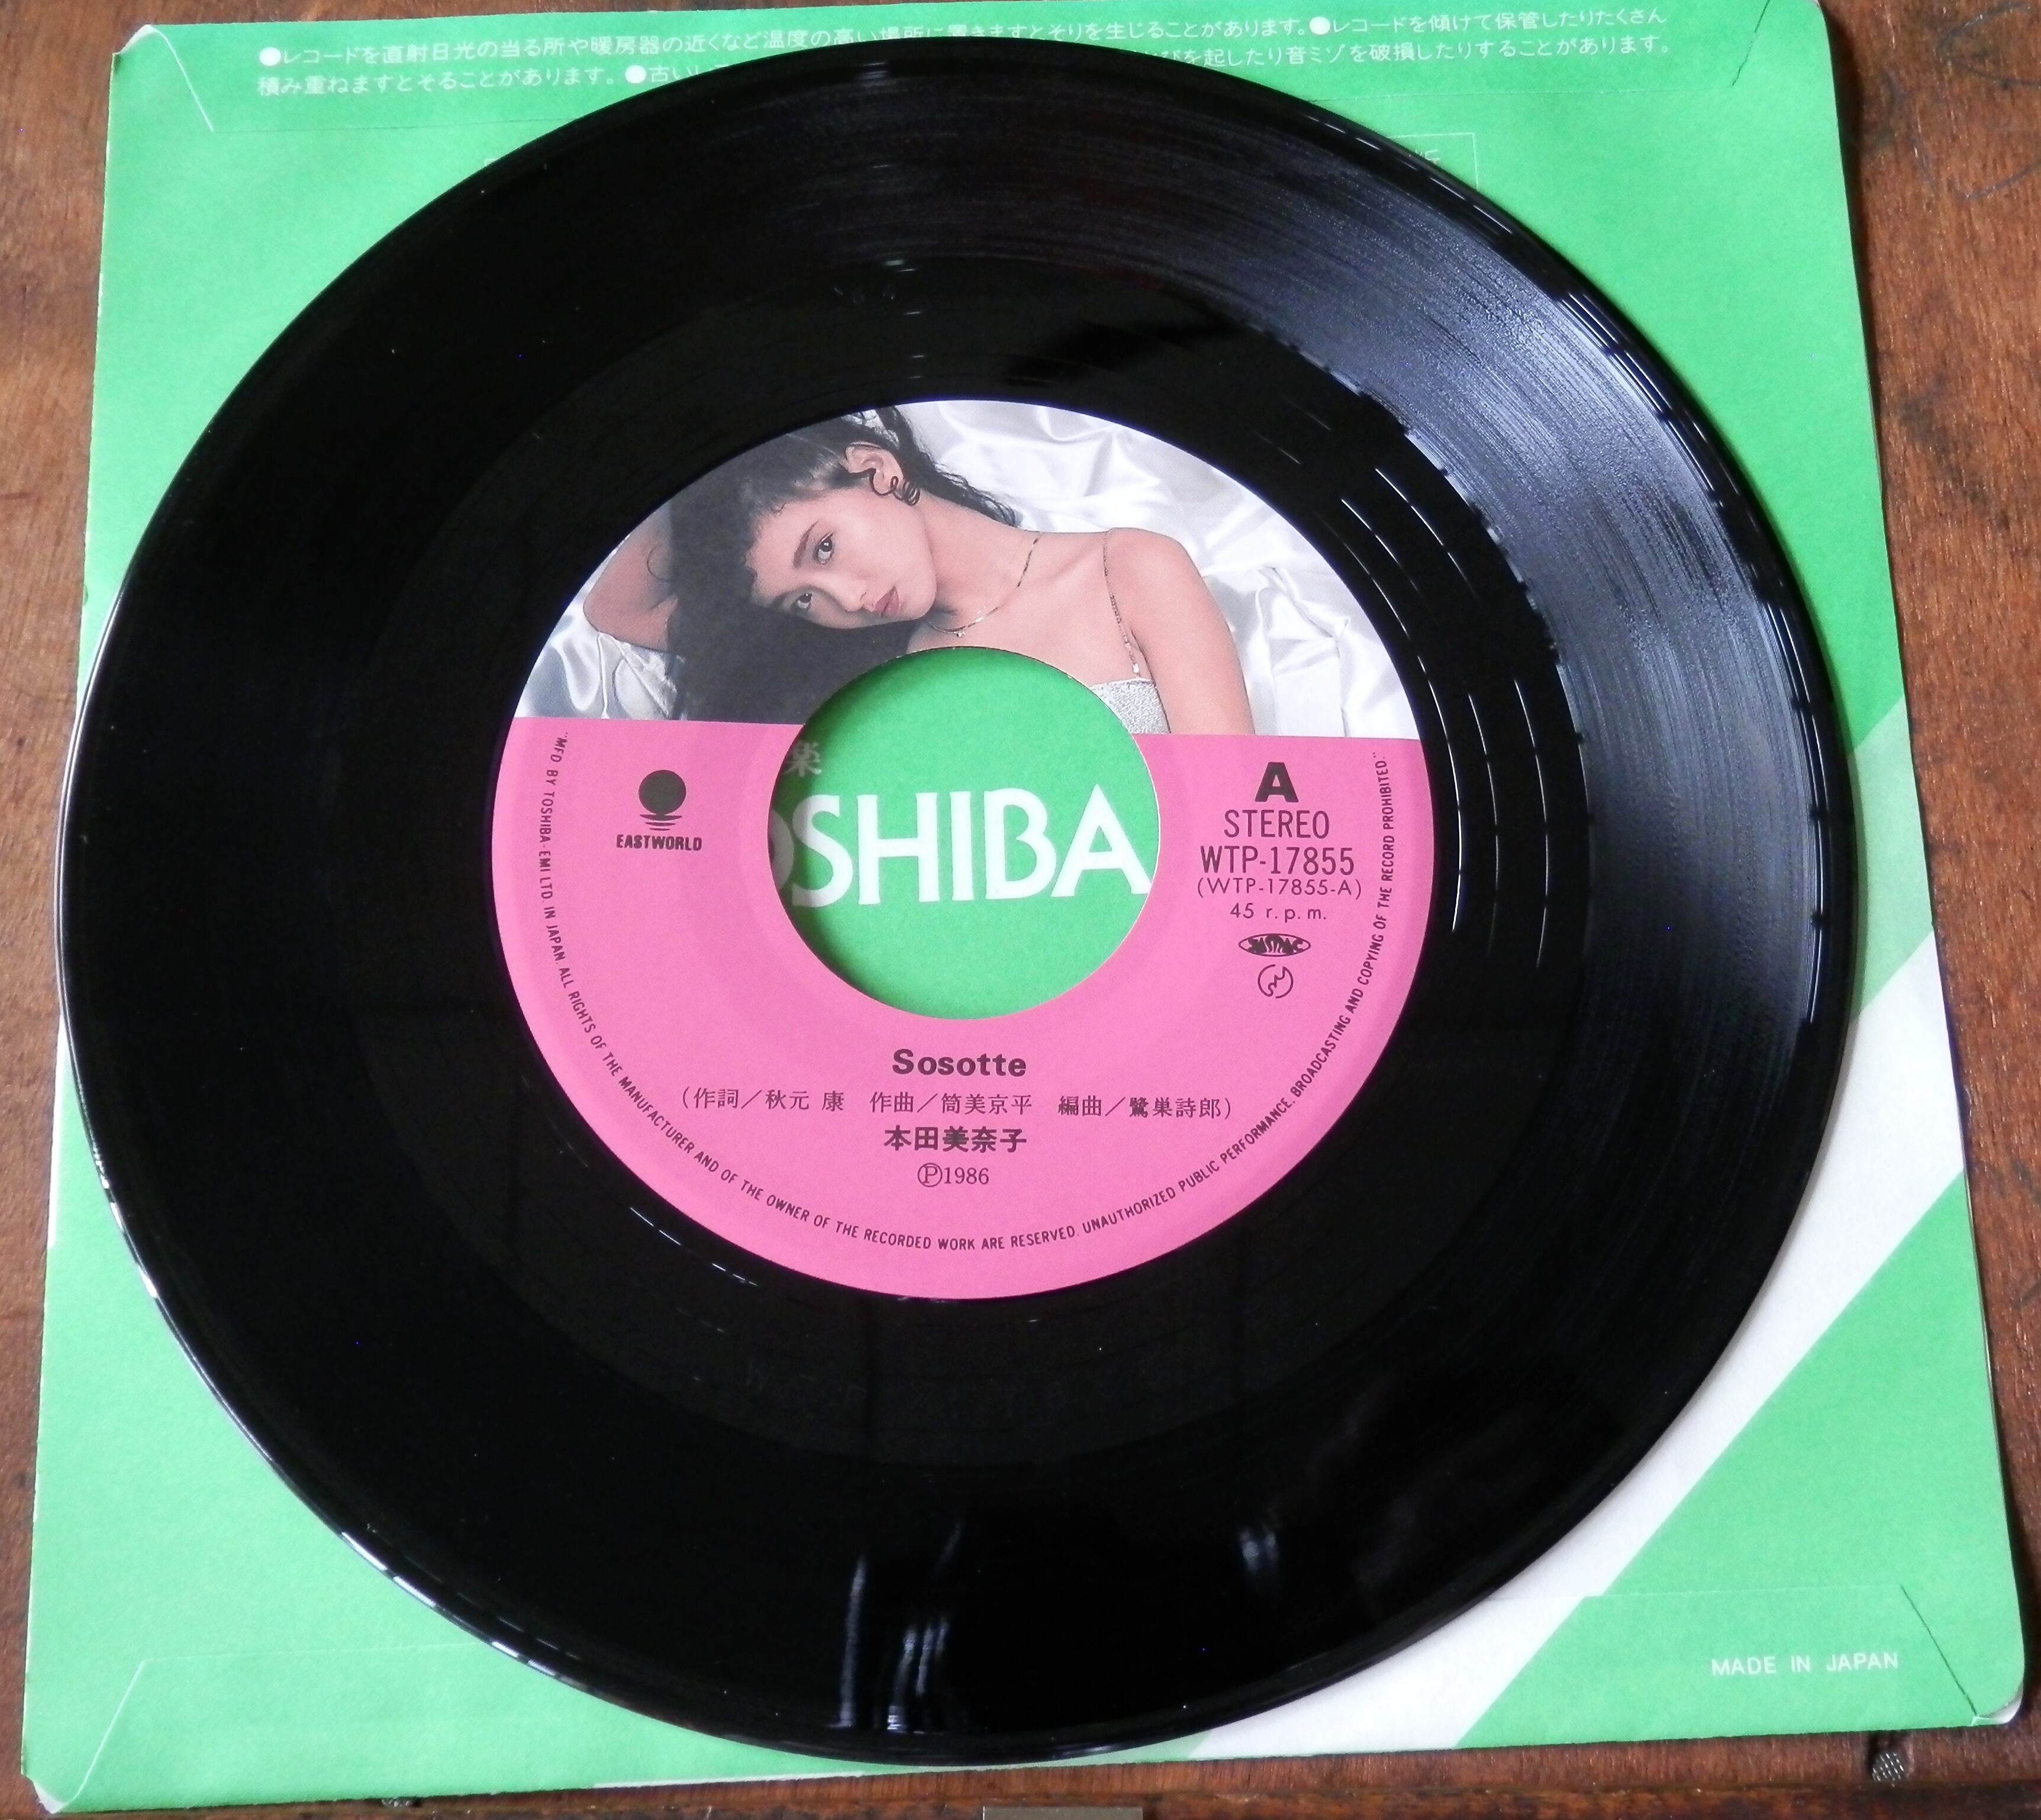 ●レコードを直射日光の当る所や暖房器の近くなど温度の高い場所に置きますとそりを生じることがあります。●レコードを傾けて保管したりたくさん
積み重ねますとそることがあります。●古い を起したり音ミゾを破損したりすることがあります。
楽
OSHIBA
EASTWORLD
A
STEREO
WTP-17855
(WTP-17855-A)
45 r.p.m.
Sosotte
(作詞／秋元 康　作曲／筒美京平　編曲／鷺巣詩郎)
本田美奈子
Ⓟ1986
"MFD BY TOSHIBA-EMI LTD. IN JAPAN. ALL RIGHTS OF THE MANUFACTURER AND OF THE OWNER OF THE RECORDED WORK ARE RESERVED. UNAUTHORIZED PUBLIC PERFORMANCE. BROADCASTING AND COPYING OF THE RECORD PROHIBITED."
MADE IN JAPAN